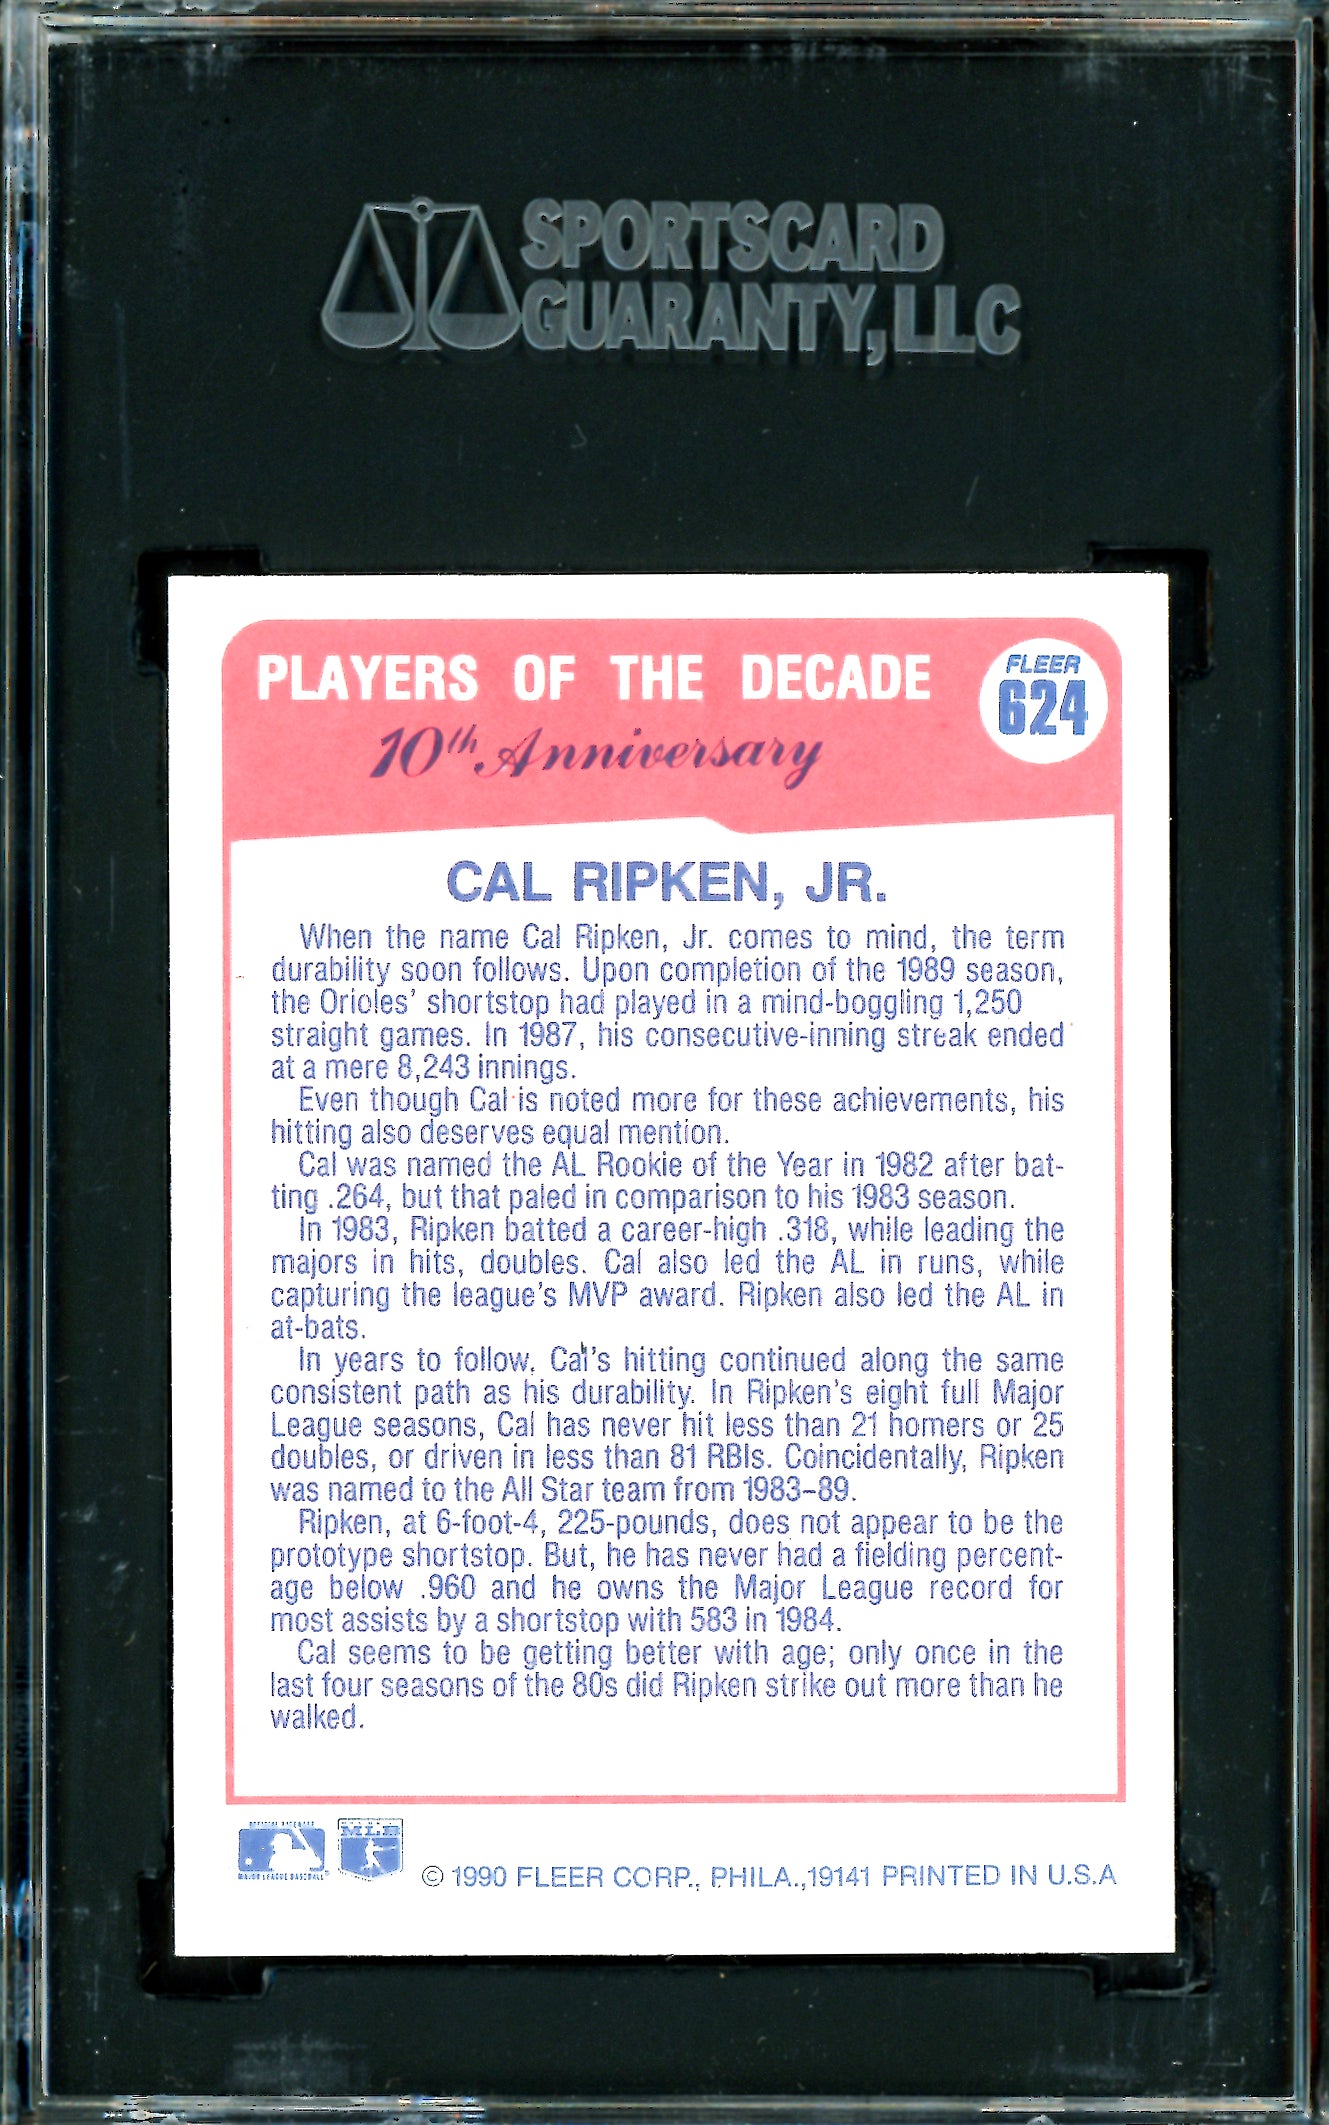 SPORTSCARD
GUARANTY, LLC
PLAYERS OF THE DECADE
10th Anniversary
FLEER
624
CAL RIPKEN, JR.
When the name Cal Ripken, Jr. comes to mind, the term
durability soon follows. Upon completion of the 1989 season,
the Orioles' shortstop had played in a mind-boggling 1,250
straight games. In 1987, his consecutive-inning streak ended
at a mere 8,243 innings.
Even though Cal is noted more for these achievements, his
hitting also deserves equal mention.
Cal was named the AL Rookie of the Year in 1982 after bat-
ting .264, but that paled in comparison to his 1983 season.
In 1983, Ripken batted a career-high .318, while leading the
majors in hits, doubles. Cal also led the AL in runs, while
capturing the league's MVP award. Ripken also led the AL in
at-bats.
In years to follow, Cal's hitting continued along the same
consistent path as his durability. In Ripken's eight full Major
League seasons, Cal has never hit less than 21 homers or 25
doubles, or driven in less than 81 RBIs. Coincidentally, Ripken
was named to the All Star team from 1983-89.
Ripken, at 6-foot-4, 225-pounds, does not appear to be the
prototype shortstop. But, he has never had a fielding percent-
age below .960 and he owns the Major League record for
most assists by a shortstop with 583 in 1984.
Cal seems to be getting better with age; only once in the
last four seasons of the 80s did Ripken strike out more than he
walked.
MAJOR LEAGUE BASEBALL
MLB
© 1990 FLEER CORP., PHILA., 19141 PRINTED IN U.S.A